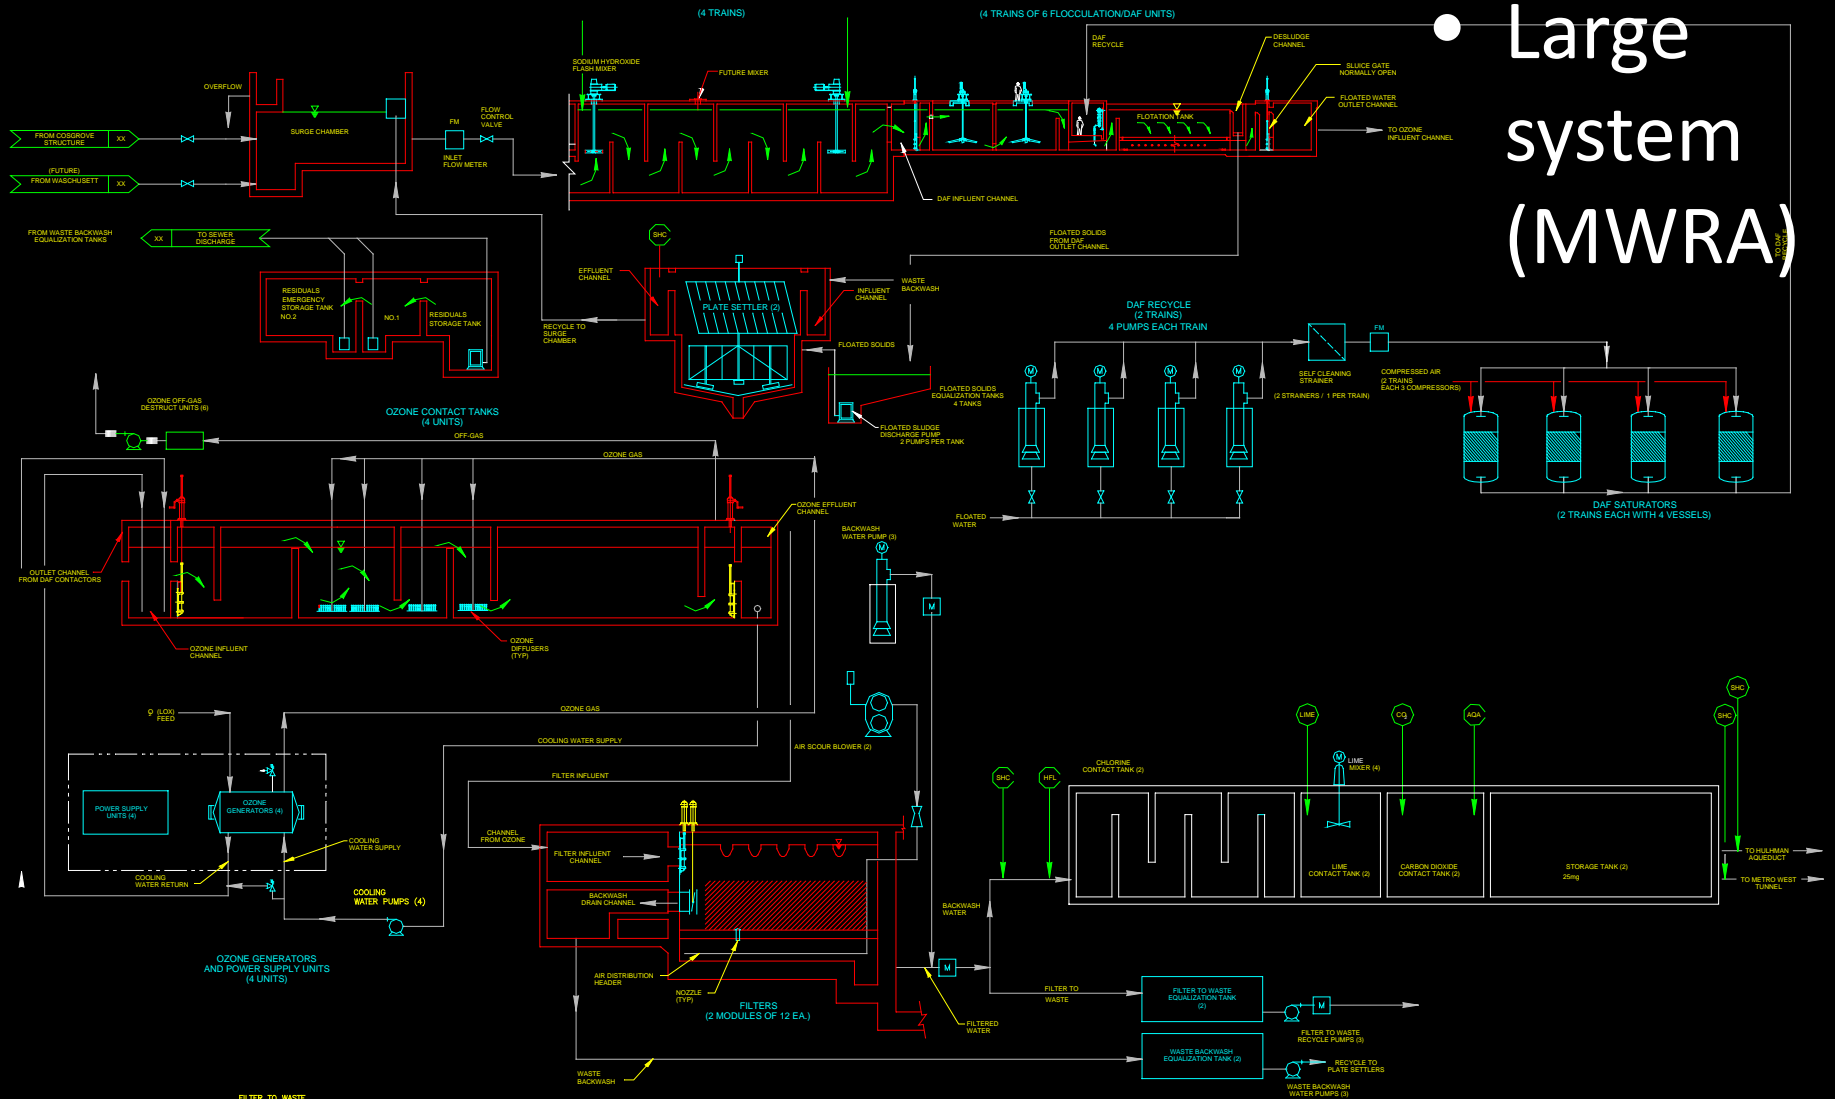 ● Large
system
(MWRA)
(4 TRAINS)
(4 TRAINS OF 6 FLOCCULATION/DAF UNITS)
DAF
RECYCLE
DESLUDGE
CHANNEL
SODIUM HYDROXIDE
FLASH MIXER
FUTURE MIXER
SLUICE GATE
NORMALLY OPEN
FLOATED WATER
OUTLET CHANNEL
FLOTATION TANK
TO OZONE
INFLUENT CHANNEL
DAF INFLUENT CHANNEL
OVERFLOW
FROM COSGROVE
STRUCTURE
XX
SURGE CHAMBER
FM
FLOW
CONTROL
VALVE
INLET
FLOW METER
(FUTURE)
FROM WASCHUSETT
XX
FROM WASTE BACKWASH
EQUALIZATION TANKS
XX
TO SEWER
DISCHARGE
RESIDUALS
EMERGENCY
STORAGE TANK
NO.2
NO.1
RESIDUALS
STORAGE TANK
SHC
EFFLUENT
CHANNEL
PLATE SETTLER (2)
INFLUENT
CHANNEL
WASTE
BACKWASH
FLOATED SOLIDS
FROM DAF
OUTLET CHANNEL
RECYCLE TO
SURGE
CHAMBER
FLOATED SOLIDS
FLOATED SOLIDS
EQUALIZATION TANKS
4 TANKS
FLOATED SLUDGE
DISCHARGE PUMP
2 PUMPS PER TANK
TO DAF
RECYCLE
DAF RECYCLE
(2 TRAINS)
4 PUMPS EACH TRAIN
M
M
M
M
FM
SELF CLEANING
STRAINER
(2 STRAINERS / 1 PER TRAIN)
COMPRESSED AIR
(2 TRAINS
EACH 3 COMPRESSORS)
FLOATED
WATER
DAF SATURATORS
(2 TRAINS EACH WITH 4 VESSELS)
OZONE OFF-GAS
DESTRUCT UNITS (6)
OZONE CONTACT TANKS
(4 UNITS)
OFF-GAS
OZONE GAS
OZONE EFFLUENT
CHANNEL
OUTLET CHANNEL
FROM DAF CONTACTORS
OZONE INFLUENT
CHANNEL
OZONE
DIFFUSERS
(TYP)
BACKWASH
WATER PUMP (3)
M
M
(LOX)
FEED
OZONE GAS
COOLING WATER SUPPLY
AIR SCOUR BLOWER (2)
FILTER INFLUENT
POWER SUPPLY
UNITS (4)
OZONE
GENERATORS (4)
COOLING
WATER SUPPLY
COOLING
WATER RETURN
COOLING
WATER PUMPS (4)
OZONE GENERATORS
AND POWER SUPPLY UNITS
(4 UNITS)
CHANNEL
FROM OZONE
FILTER INFLUENT
CHANNEL
BACKWASH
DRAIN CHANNEL
AIR DISTRIBUTION
HEADER
NOZZLE
(TYP)
FILTERS
(2 MODULES OF 12 EA.)
BACKWASH
WATER
M
FILTERED
WATER
WASTE
BACKWASH
SHC
HFL
CHLORINE
CONTACT TANK (2)
LIME
M
LIME
MIXER (4)
CO2
AQA
SHC
SHC
LIME
CONTACT TANK (2)
CARBON DIOXIDE
CONTACT TANK (2)
STORAGE TANK (2)
25mg
TO HULHMAN
AQUEDUCT
TO METRO WEST
TUNNEL
FILTER TO
WASTE
FILTER TO WASTE
EQUALIZATION TANK
(2)
M
FILTER TO WASTE
RECYCLE PUMPS (3)
WASTE BACKWASH
EQUALIZATION TANK (2)
RECYCLE TO
PLATE SETTLERS
WASTE BACKWASH
WATER PUMPS (3)
FILTER TO WASTE